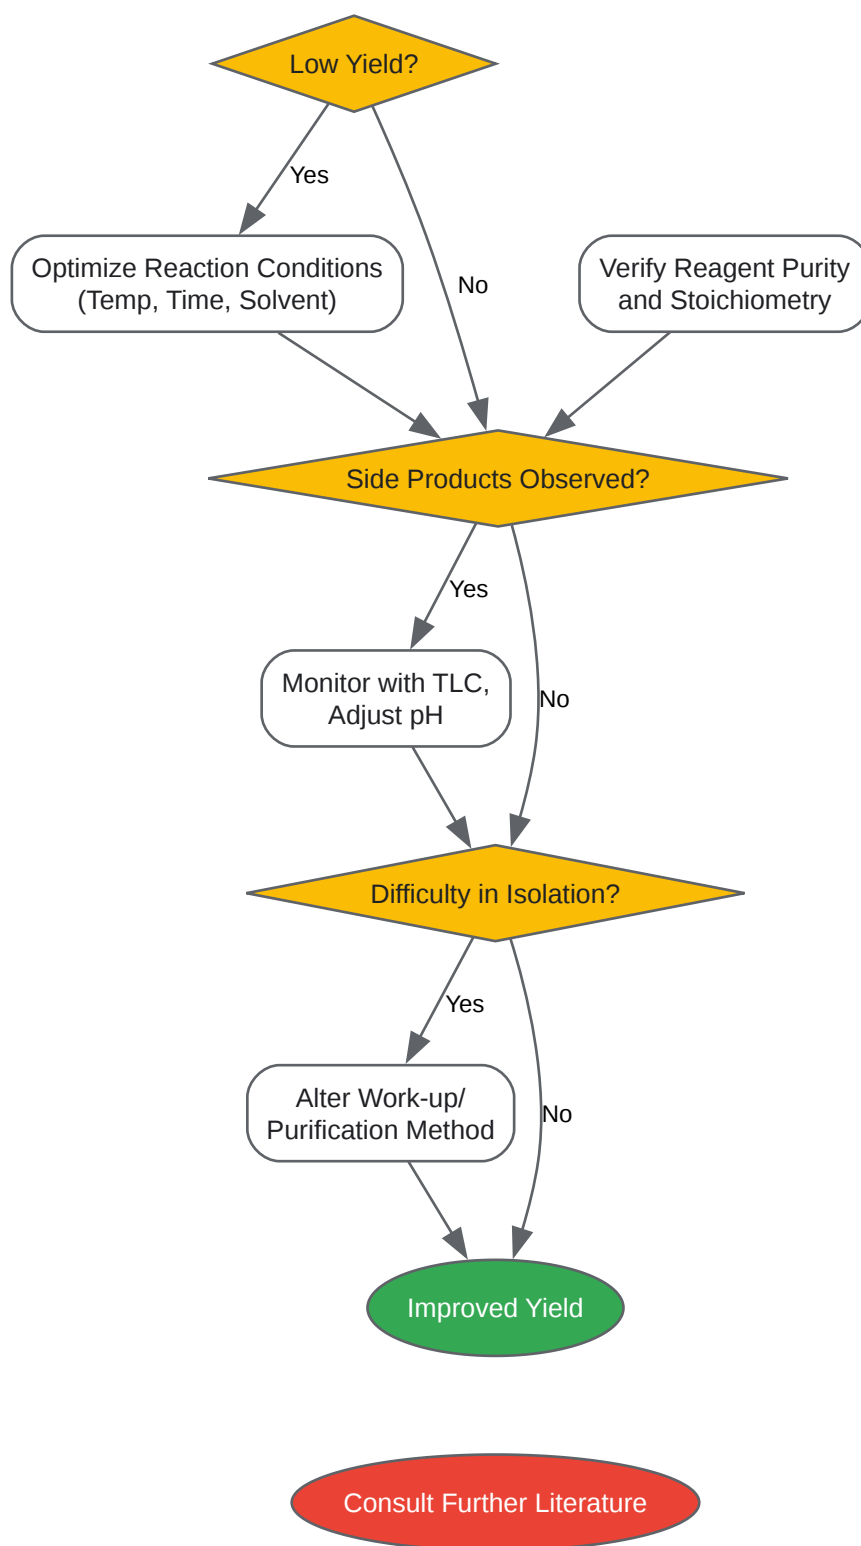 Low Yield?
Yes
Optimize Reaction Conditions
(Temp, Time, Solvent)
No
Verify Reagent Purity
and Stoichiometry
Side Products Observed?
Yes
Monitor with TLC,
Adjust pH
No
Difficulty in Isolation?
Yes
Alter Work-up/
Purification Method
No
Improved Yield
Consult Further Literature